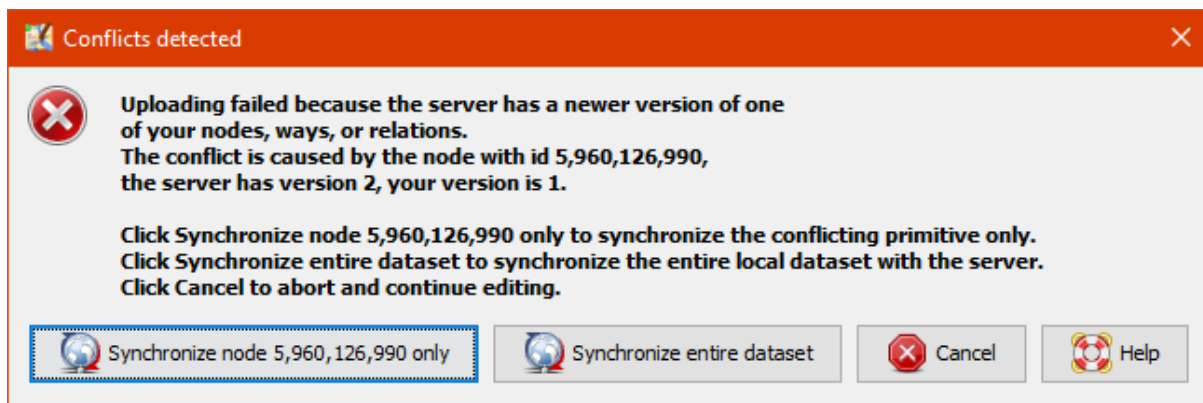 Conflicts detected
Uploading failed because the server has a newer version of one
of your nodes, ways, or relations.
The conflict is caused by the node with id 5,960,126,990,
the server has version 2, your version is 1.
Click Synchronize node 5,960,126,990 only to synchronize the conflicting primitive only.
Click Synchronize entire dataset to synchronize the entire local dataset with the server.
Click Cancel to abort and continue editing.
Synchronize node 5,960,126,990 only
Synchronize entire dataset
Cancel
Help